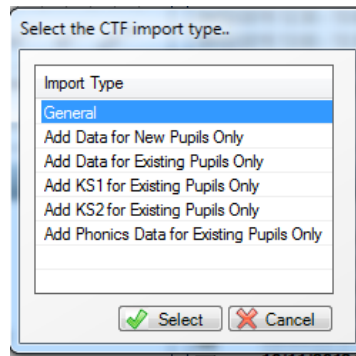 Select the CTF import type..
Import Type
General
Add Data for New Pupils Only
Add Data for Existing Pupils Only
Add KS1 for Existing Pupils Only
Add KS2 for Existing Pupils Only
Add Phonics Data for Existing Pupils Only
Select Cancel